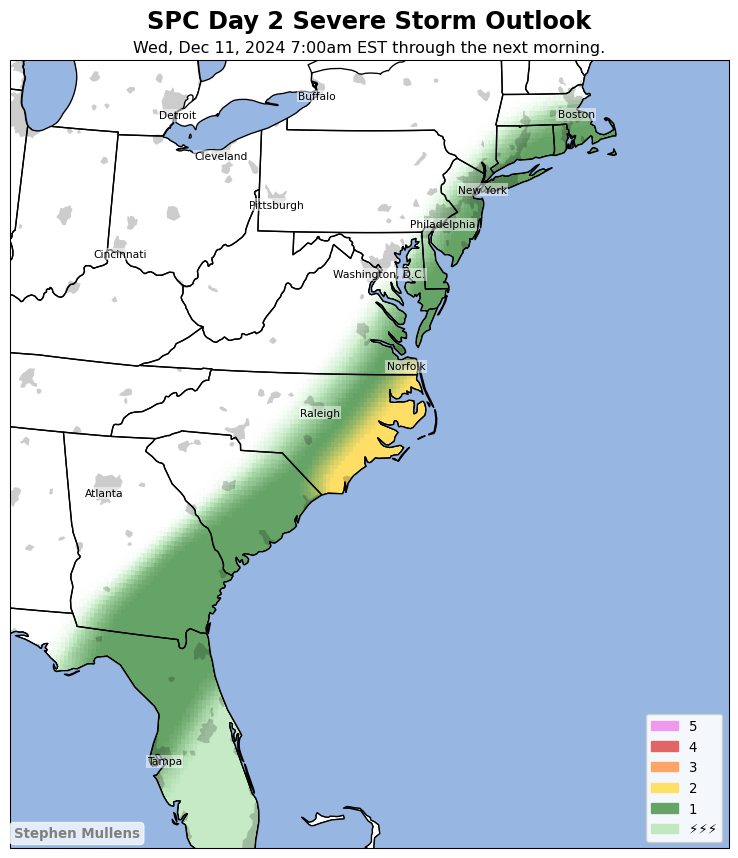 SPC Day 2 Severe Storm Outlook
Wed, Dec 11, 2024 7:00am EST through the next morning.
Buffalo
Boston
Detroit
Cleveland
New York
Pittsburgh
Philadelphia
Cincinnati
Washington, D.C.
Norfolk
Raleigh
Atlanta
Tampa
5
4
3
2
1
⚡⚡⚡
Stephen Mullens